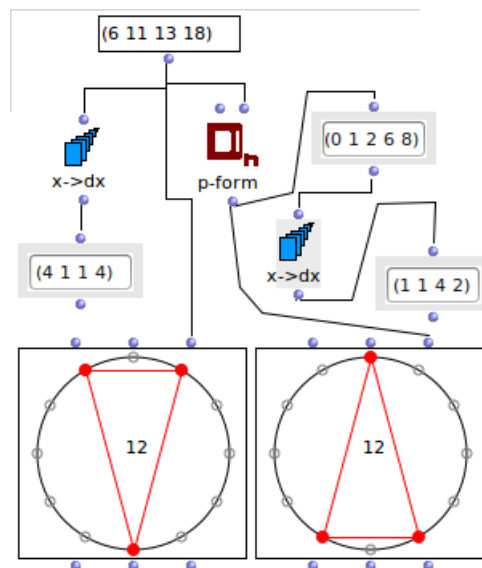 (6 11 13 18)
x->dx
p-form
n
(0 1 2 6 8)
x->dx
(4 1 1 4)
(1 1 4 2)
12
12